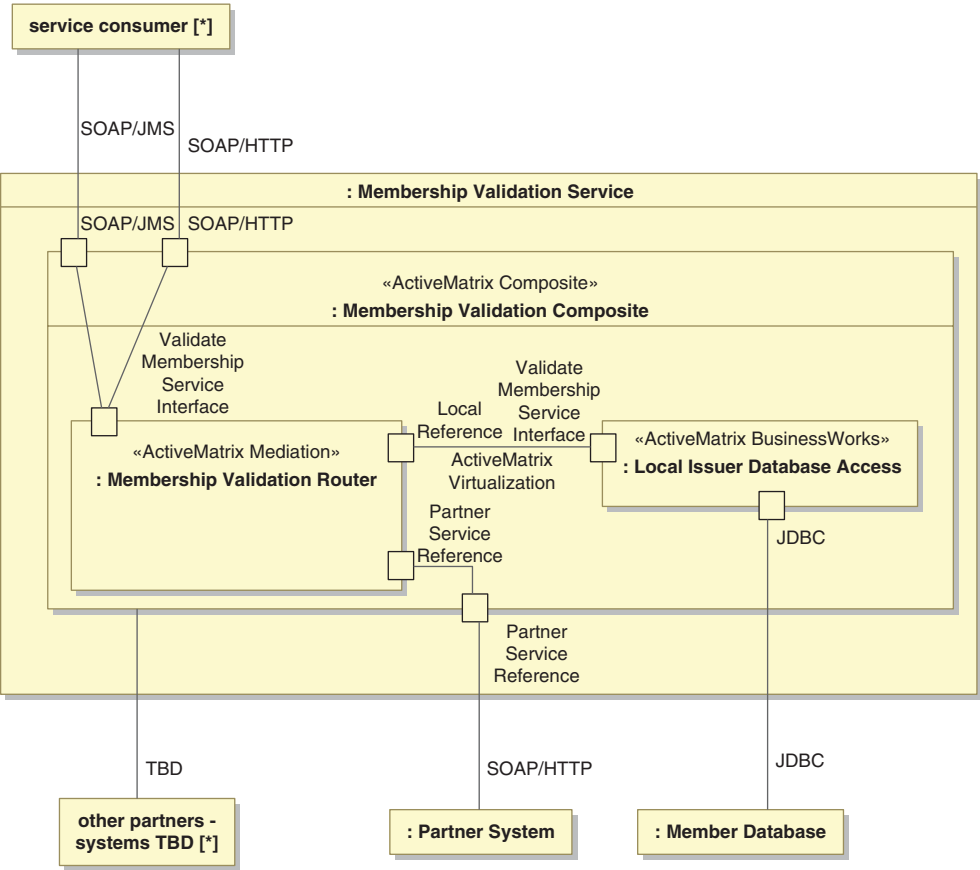 service consumer [*]
SOAP/JMS
SOAP/HTTP
: Membership Validation Service
SOAP/JMS
SOAP/HTTP
«ActiveMatrix Composite»
: Membership Validation Composite
Validate
Membership
Service
Interface
«ActiveMatrix Mediation»
: Membership Validation Router
Local
Reference
Validate
Membership
Service
Interface
ActiveMatrix
Virtualization
«ActiveMatrix BusinessWorks»
: Local Issuer Database Access
Partner
Service
Reference
JDBC
Partner
Service
Reference
TBD
SOAP/HTTP
JDBC
other partners -
systems TBD [*]
: Partner System
: Member Database